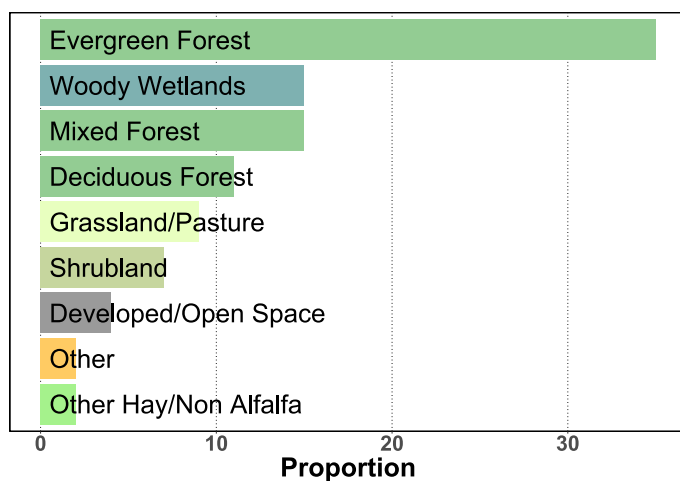 Evergreen Forest
Woody Wetlands
Mixed Forest
Deciduous Forest
Grassland/Pasture
Shrubland
Developed/Open Space
Other
Other Hay/Non Alfalfa
0 10 20 30
Proportion